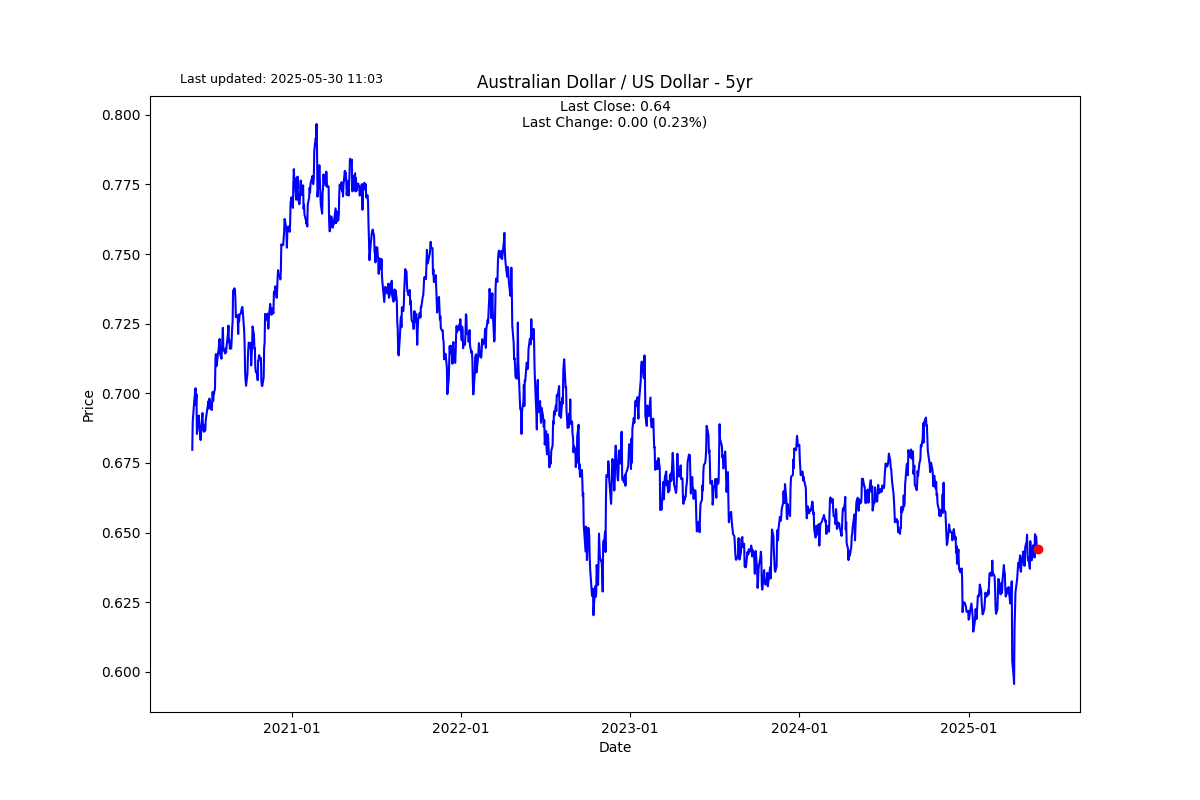 Last updated: 2025-05-30 11:03
Australian Dollar / US Dollar - 5yr
Last Close: 0.64
Last Change: 0.00 (0.23%)
0.800
0.775
0.750
0.725
0.700
0.675
0.650
0.625
0.600
Price
2021-01
2022-01
2023-01
2024-01
2025-01
Date